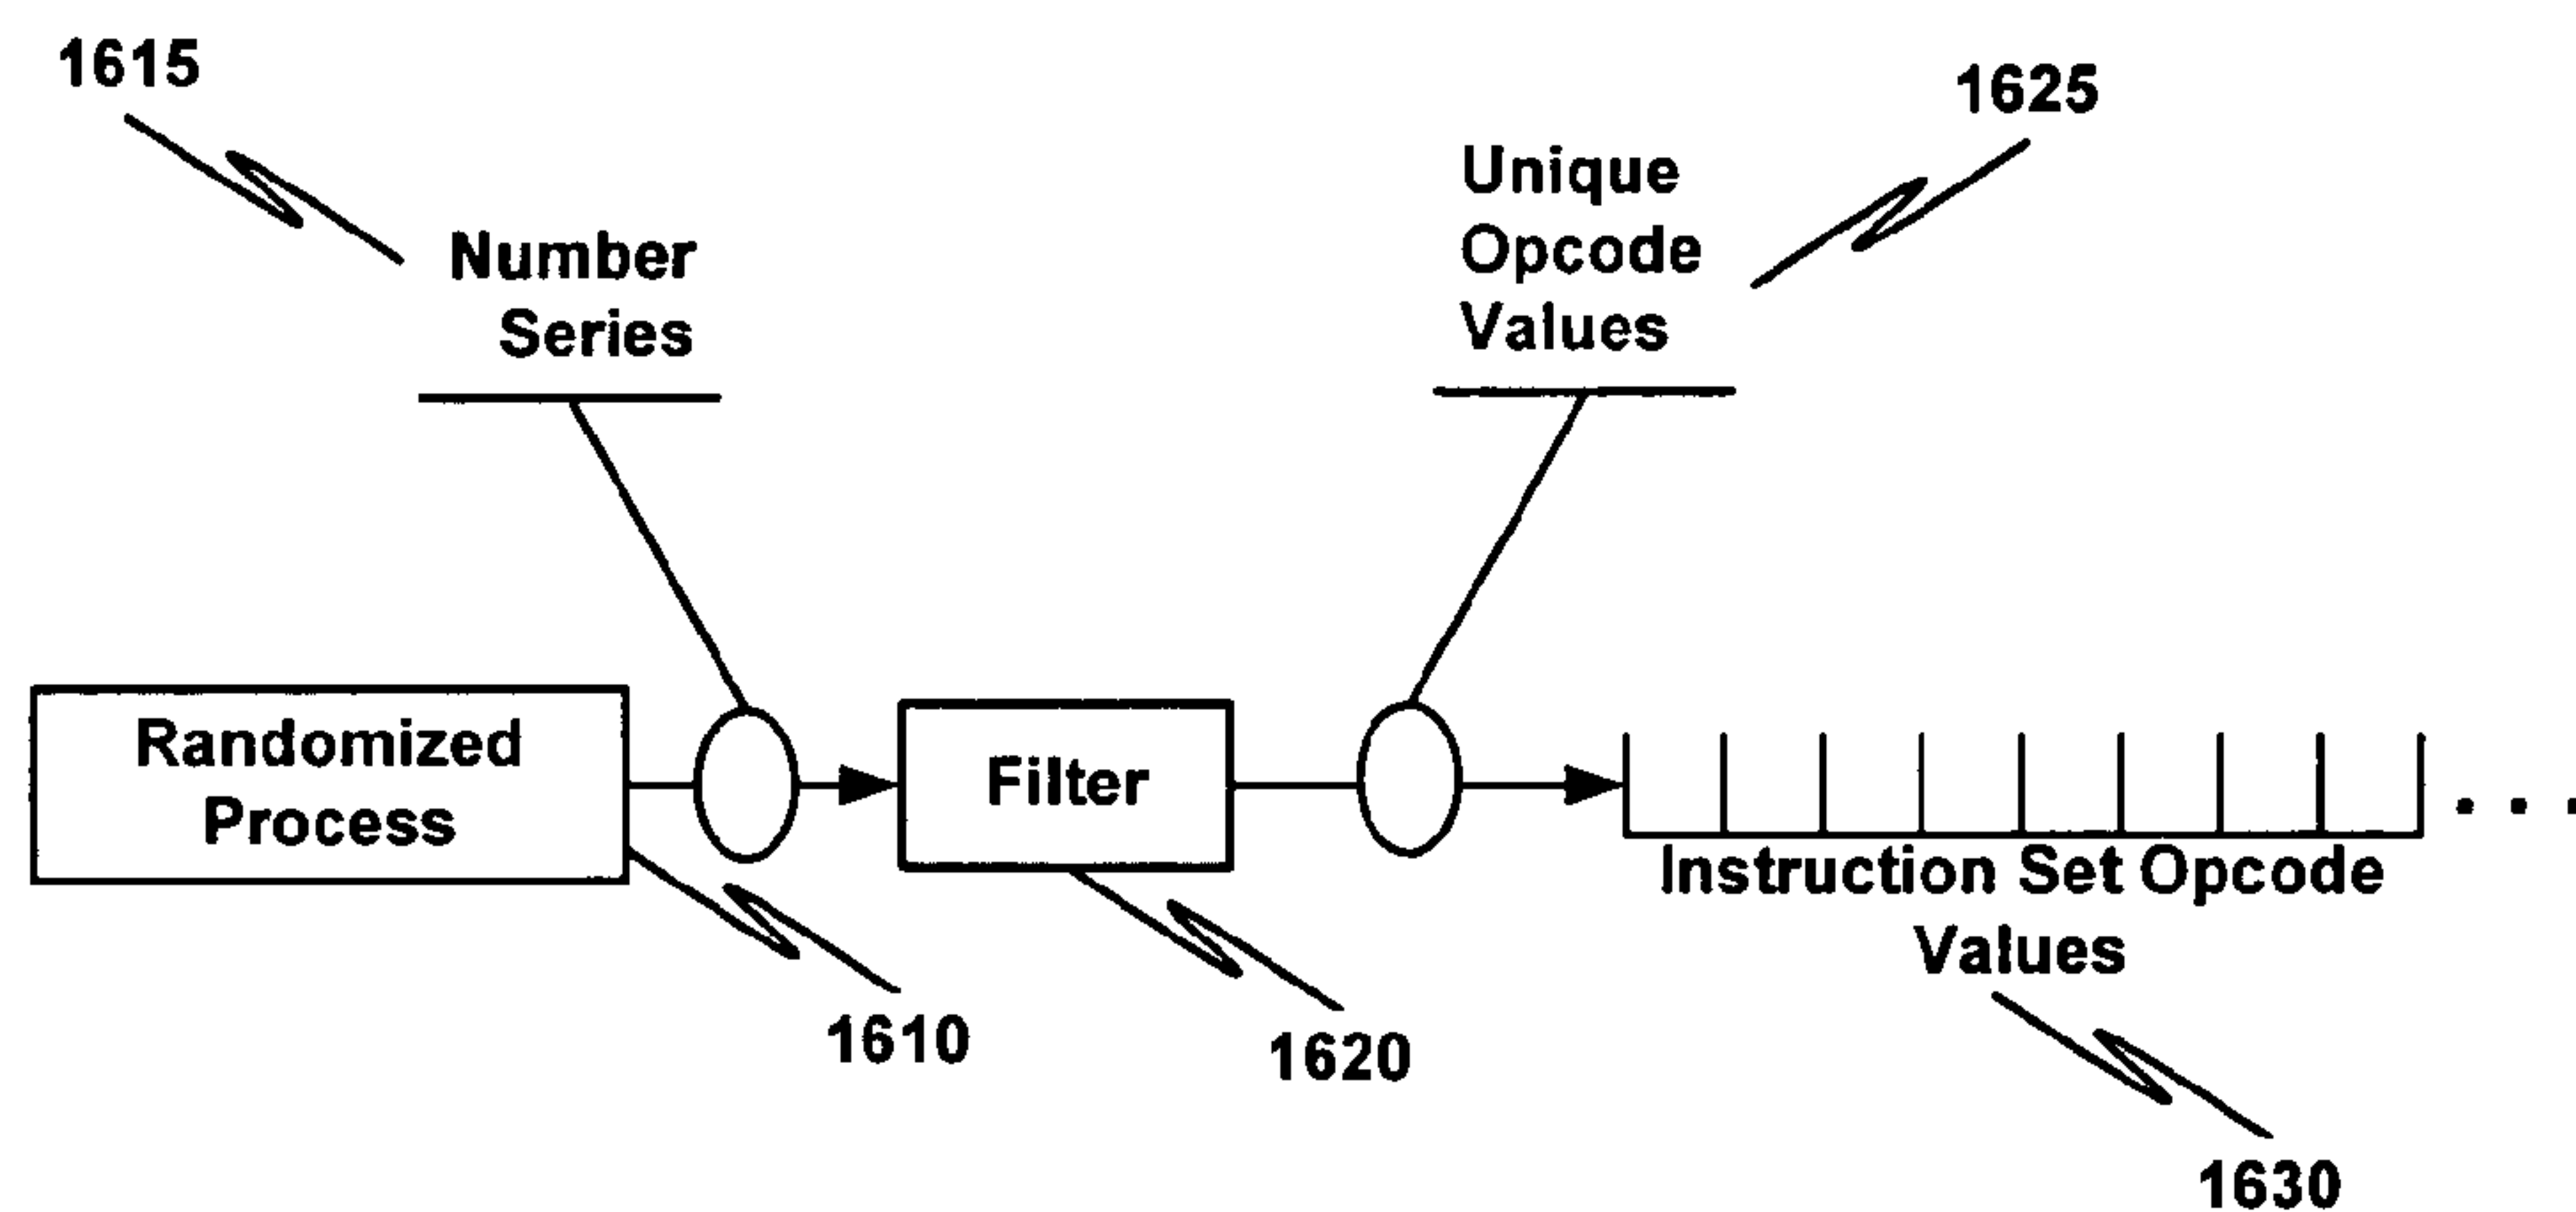 1615
1625
Unique
Opcode
Values
Number
Series
Randomized
Process
Filter
Instruction Set Opcode
Values
1610
1620
1630